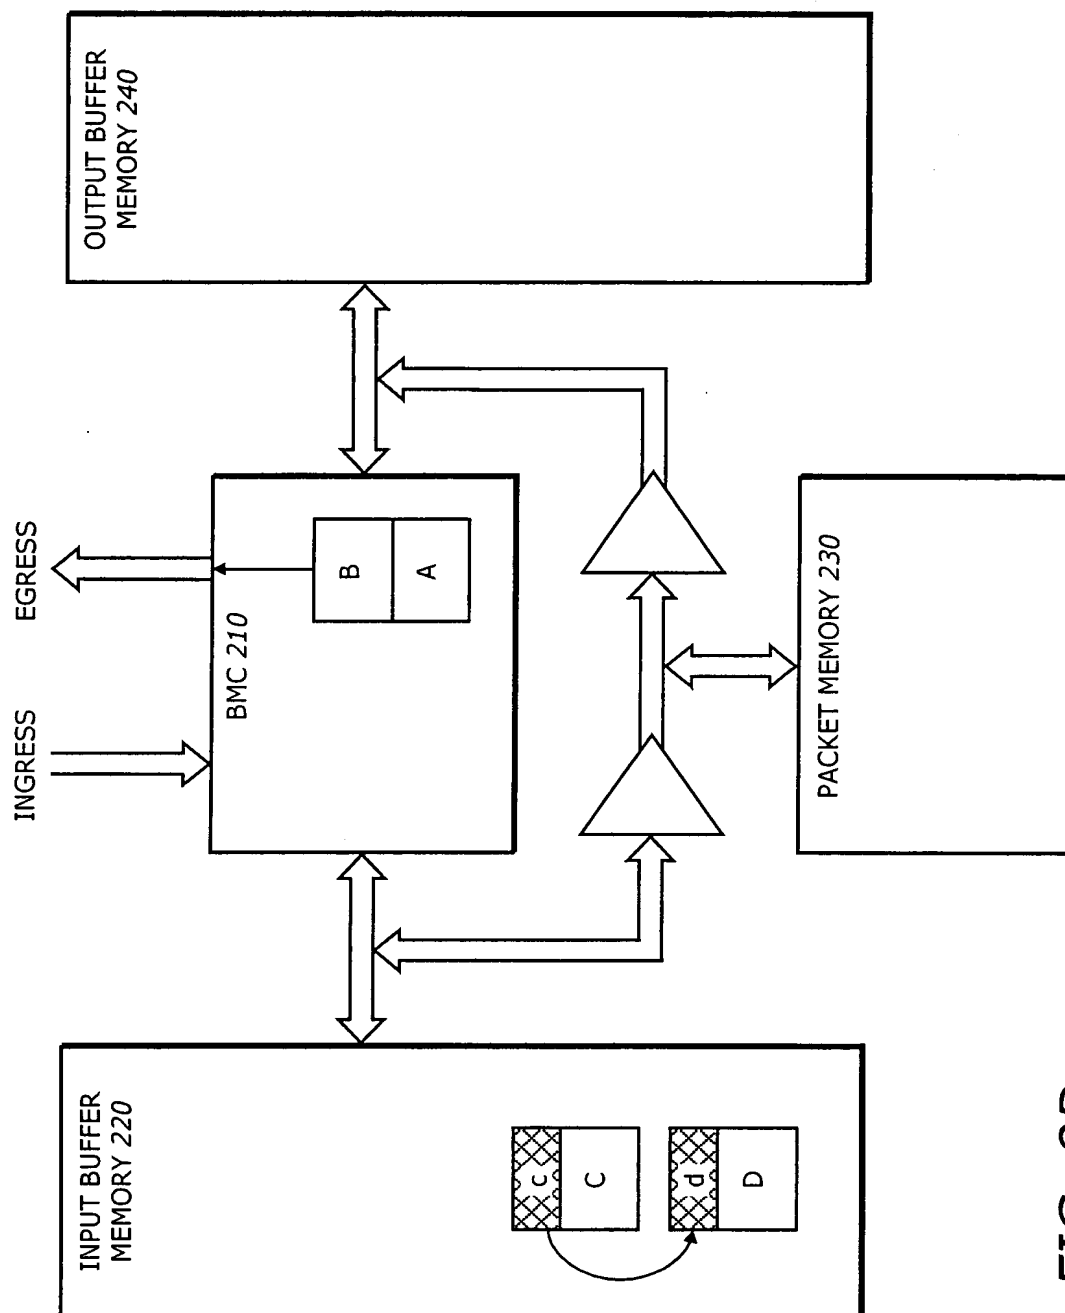 INPUT BUFFER
MEMORY 220
c
C
d
D
INGRESS
EGRESS
BMC 210
B
A
PACKET MEMORY 230
OUTPUT BUFFER
MEMORY 240